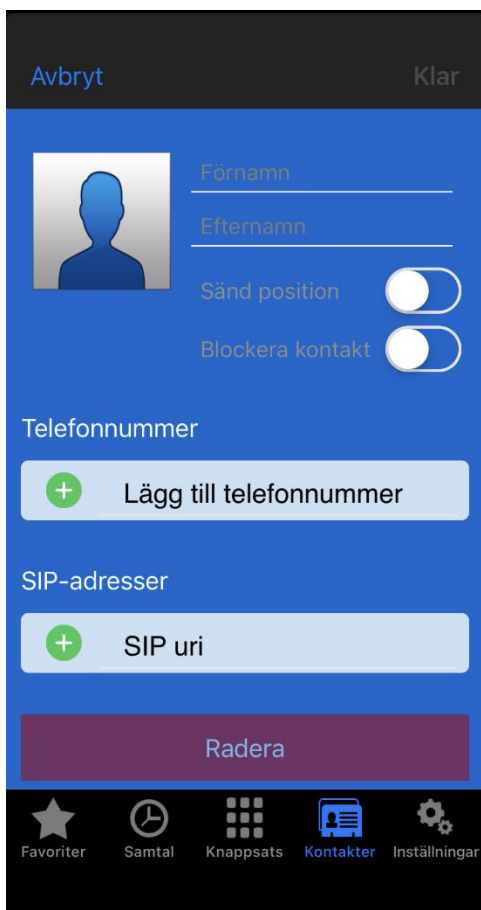 Avbryt Klar
Förnamn
Efternamn
Sänd position
Blockera kontakt
Telefonnummer
Lägg till telefonnummer
SIP-adresser
SIP uri
Radera
Favoriter Samtal Knappsats Kontakter Inställningar